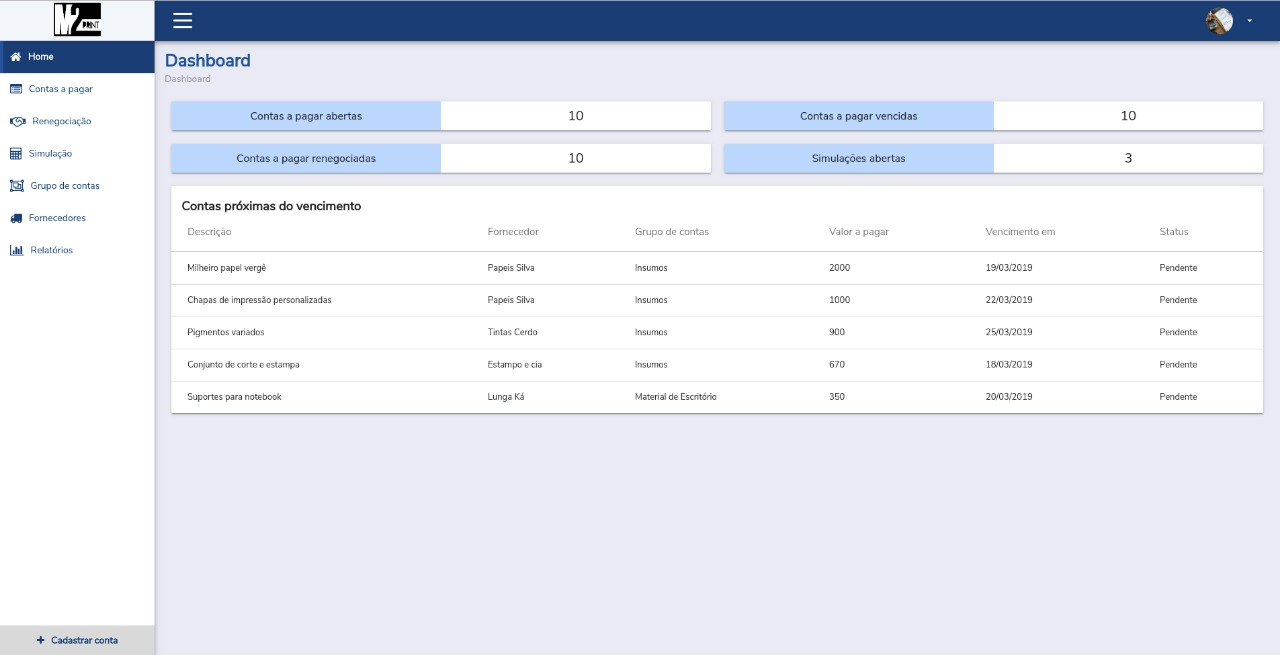 M2 PRINT
Home
Contas a pagar
Renegociação
Simulação
Grupo de contas
Fornecedores
Relatórios
+ Cadastrar conta
Dashboard
Dashboard
Contas a pagar abertas 10 Contas a pagar vencidas 10
Contas a pagar renegociadas 10 Simulações abertas 3
Contas próximas do vencimento
Descrição Fornecedor Grupo de contas Valor a pagar Vencimento em Status
Milheiro papel vergê Papeis Silva Insumos 2000 19/03/2019 Pendente
Chapas de impressão personalizadas Papeis Silva Insumos 1000 22/03/2019 Pendente
Pigmentos variados Tintas Cerdo Insumos 900 25/03/2019 Pendente
Conjunto de corte e estampa Estampo e cia Insumos 670 18/03/2019 Pendente
Suportes para notebook Lunga Ká Material de Escritório 350 20/03/2019 Pendente